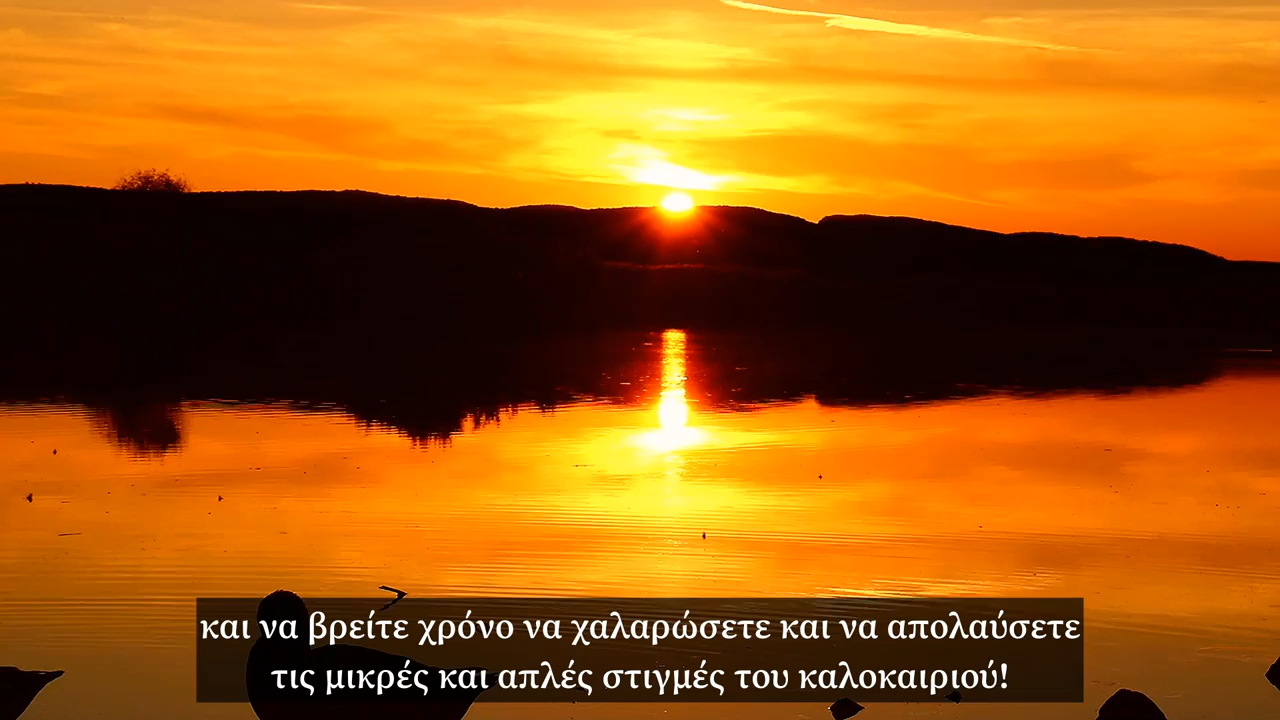 και να βρείτε χρόνο να χαλαρώσετε και να απολαύσετε
τις μικρές και απλές στιγμές του καλοκαιριού!